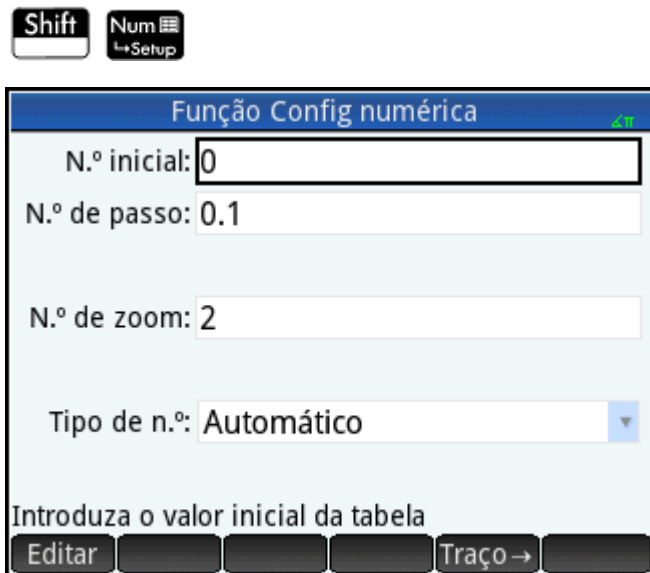 Shift
Num
↳Setup
Função Config numérica
∡π
N.º inicial: 0
N.º de passo: 0.1
N.º de zoom: 2
Tipo de n.º: Automático
Introduza o valor inicial da tabela
Editar
Traço→